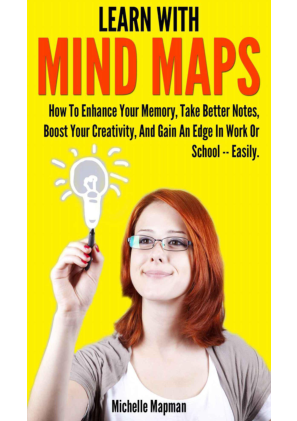 LEARN WITH
MIND MAPS
How To Enhance Your Memory, Take Better Notes,
Boost Your Creativity, And Gain An Edge In Work Or
School -- Easily.
Michelle Mapman